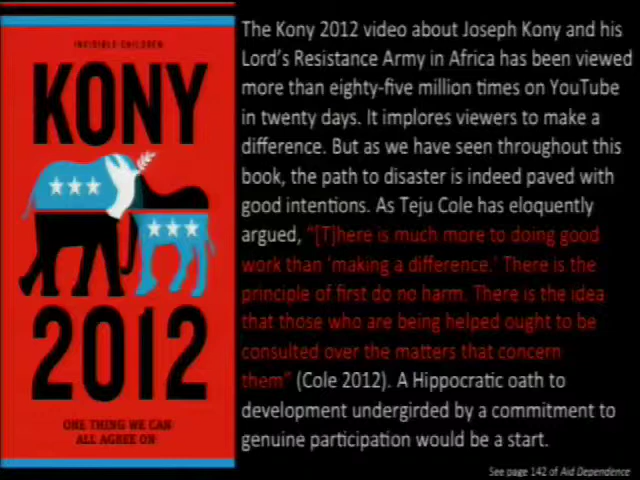 INVISIBLE CHILDREN
KONY
2012
ONE THING WE CAN
ALL AGREE ON
The Kony 2012 video about Joseph Kony and his
Lord's Resistance Army in Africa has been viewed
more than eighty-five million times on YouTube
in twenty days. It implores viewers to make a
difference. But as we have seen throughout this
book, the path to disaster is indeed paved with
good intentions. As Teju Cole has eloquently
argued, "[T]here is much more to doing good
work than 'making a difference.' There is the
principle of first do no harm. There is the idea
that those who are being helped ought to be
consulted over the matters that concern
them" (Cole 2012). A Hippocratic oath to
development undergirded by a commitment to
genuine participation would be a start.
See page 142 of Aid Dependence